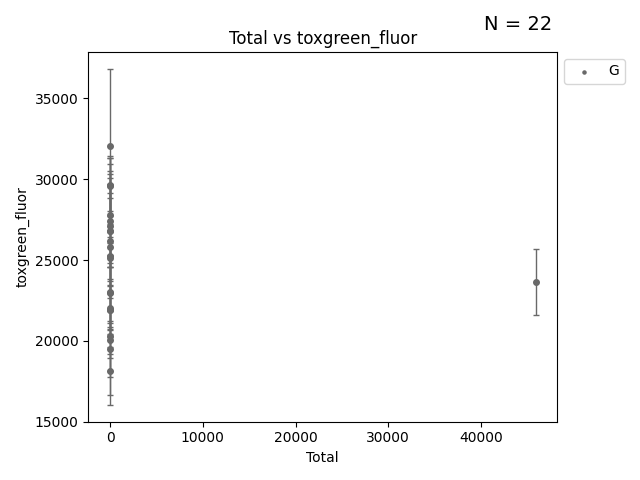 N = 22
Total vs toxgreen_fluor
G
35000
30000
25000
20000
15000
toxgreen_fluor
0 10000 20000 30000 40000
Total